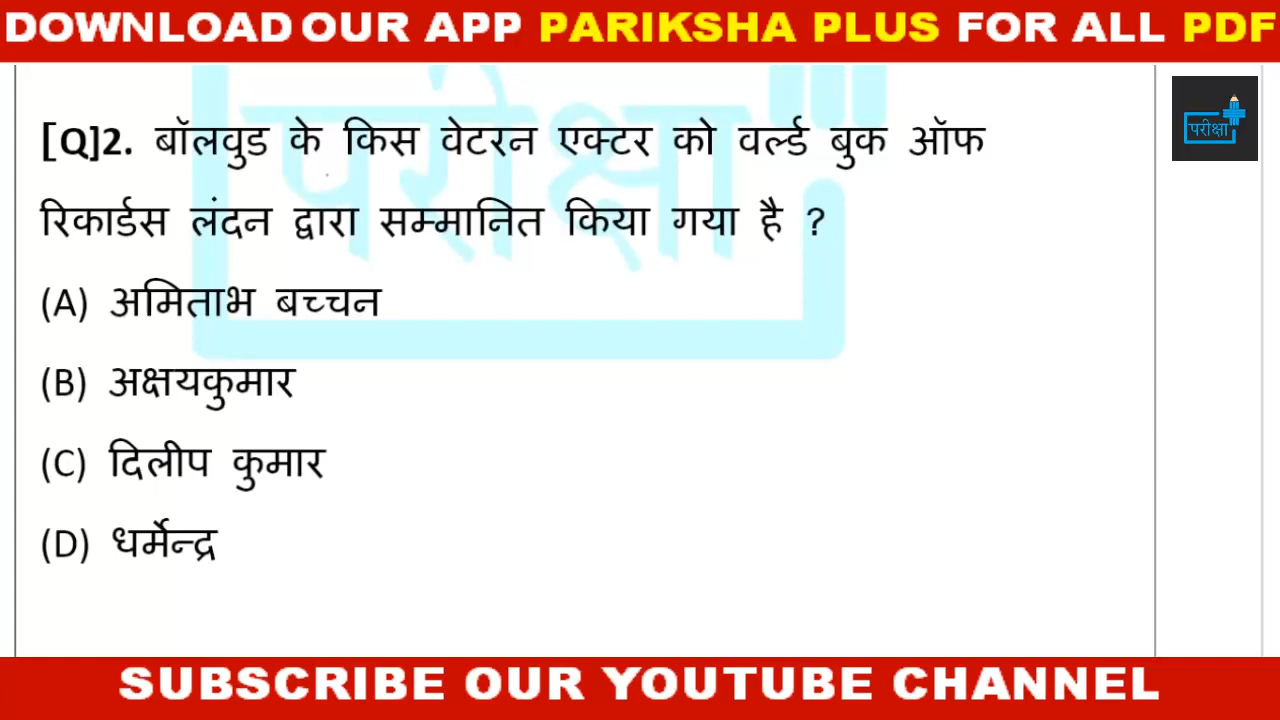 DOWNLOAD OUR APP PARIKSHA PLUS FOR ALL PDF
परीक्षा
[Q]2. बॉलवुड के किस वेटरन एक्टर को वर्ल्ड बुक ऑफ
रिकार्डस लंदन द्वारा सम्मानित किया गया है ?
(A) अमिताभ बच्चन
(B) अक्षयकुमार
(C) दिलीप कुमार
(D) धर्मेन्द्र
परीक्षा
SUBSCRIBE OUR YOUTUBE CHANNEL